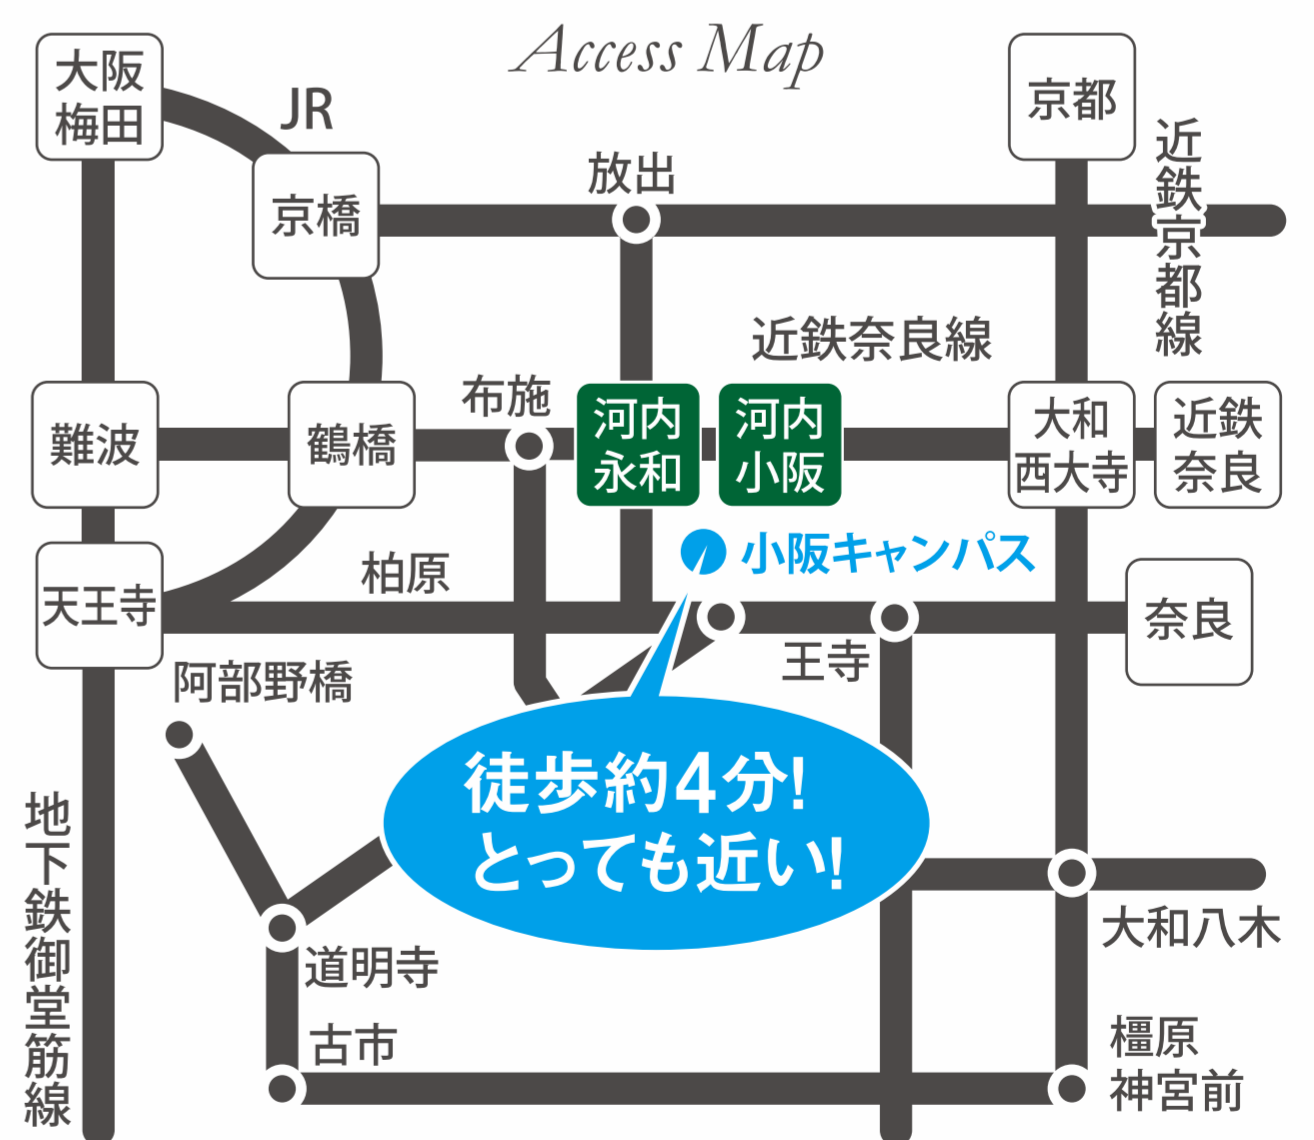 Access Map
大阪
梅田
JR
京橋
放出
京都
近鉄京都線
近鉄奈良線
難波
鶴橋
布施
河内
永和
河内
小阪
大和
西大寺
近鉄
奈良
小阪キャンパス
天王寺
柏原
王寺
奈良
阿部野橋
徒歩約4分!
とっても近い!
地下鉄御堂筋線
道明寺
大和八木
古市
橿原
神宮前